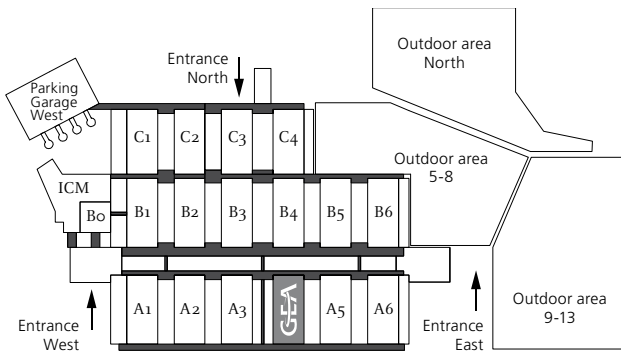 Outdoor area
North
Entrance
North
Parking
Garage
West
C1 C2 C3 C4
Outdoor area
5-8
ICM
B0 B1 B2 B3 B4 B5 B6
A1 A2 A3 GEA A5 A6
Entrance
West
Entrance
East
Outdoor area
9-13